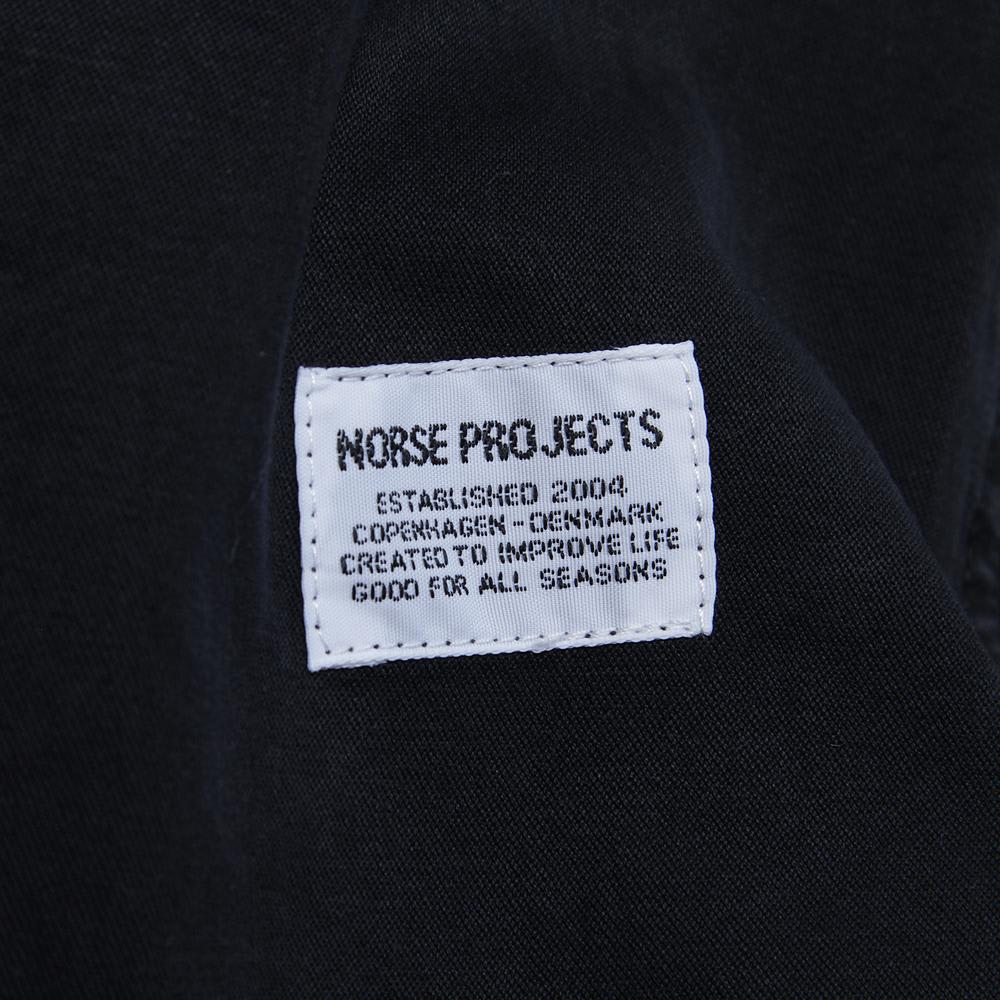 NORSE PROJECTS
ESTABLISHED 2004
COPENHAGEN - DENMARK
CREATED TO IMPROVE LIFE
GOOD FOR ALL SEASONS